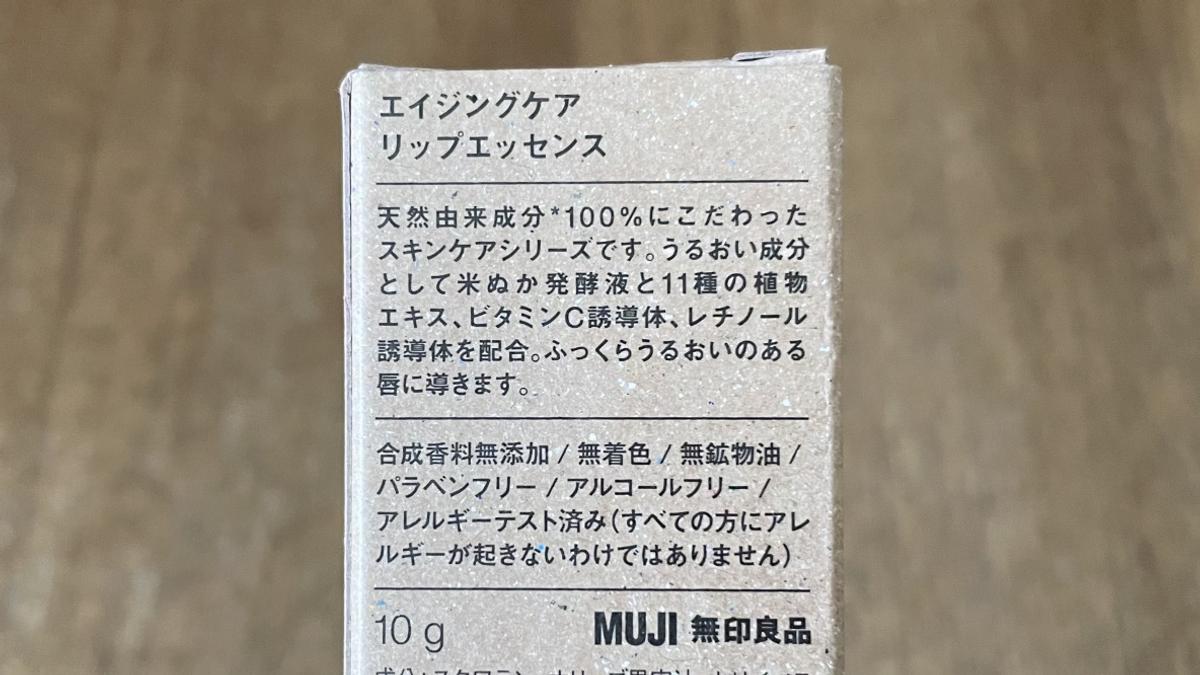 エイジングケア
リップエッセンス
天然由来成分*100%にこだわった
スキンケアシリーズです。うるおい成分
として米ぬか発酵液と11種の植物
エキス、ビタミンC誘導体、レチノール
誘導体を配合。ふっくらうるおいのある
唇に導きます。
合成香料無添加 / 無着色 / 無鉱物油 /
パラベンフリー / アルコールフリー /
アレルギーテスト済み(すべての方にアレ
ルギーが起きないわけではありません)
10 g
MUJI 無印良品